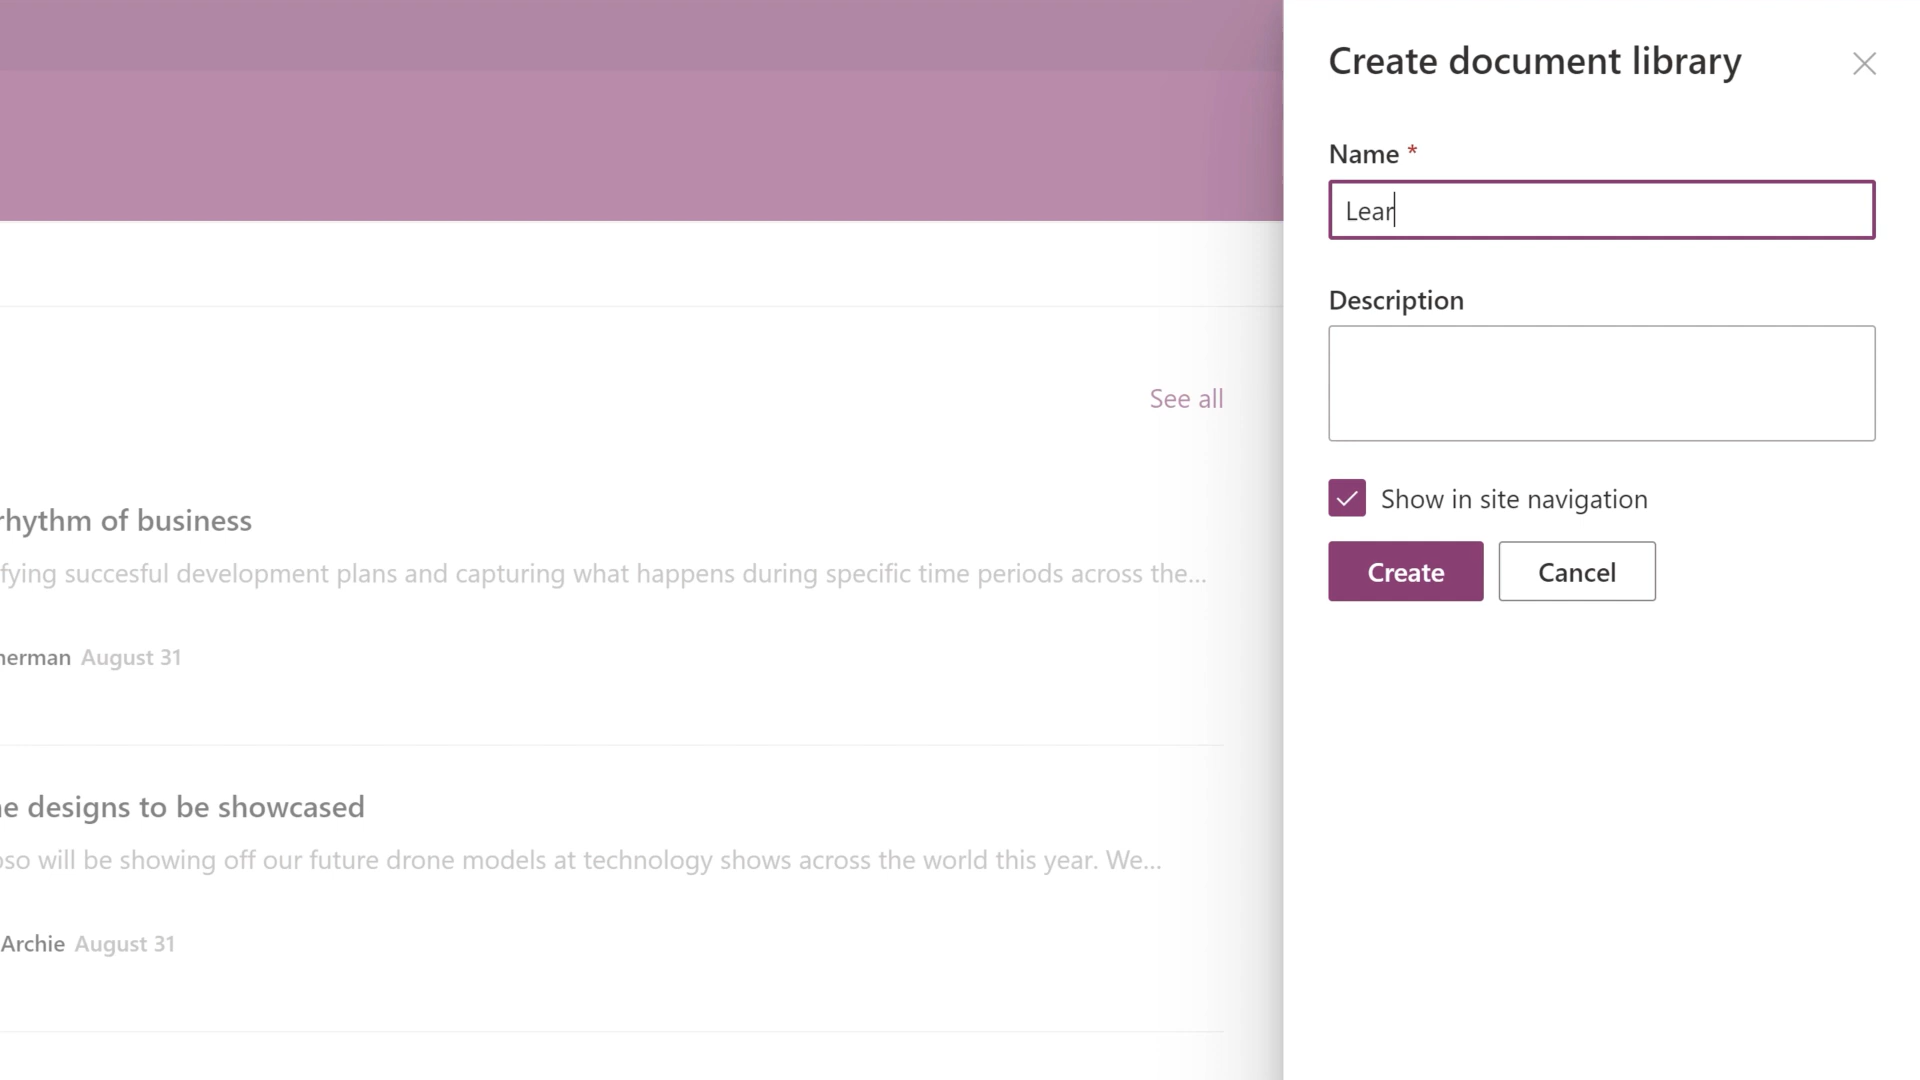 Create document library
Name *
Lear
Description
Show in site navigation
Create
Cancel
See all
rhythm of business
fying succesful development plans and capturing what happens during specific time periods across the...
herman August 31
e designs to be showcased
oso will be showing off our future drone models at technology shows across the world this year. We...
Archie August 31